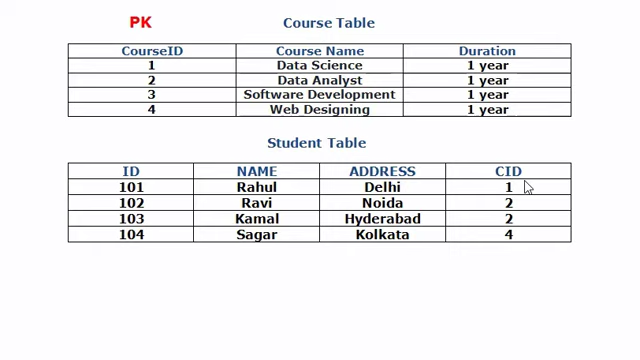 PK Course Table
CourseID Course Name Duration
1 Data Science 1 year
2 Data Analyst 1 year
3 Software Development 1 year
4 Web Designing 1 year
Student Table
ID NAME ADDRESS CID
101 Rahul Delhi 1
102 Ravi Noida 2
103 Kamal Hyderabad 2
104 Sagar Kolkata 4